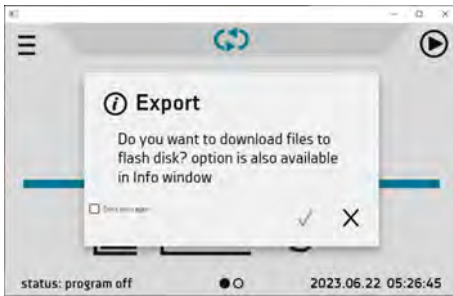 Export
Do you want to download files to
flash disk? option is also available
in Info window
status: program off
2023.06.22 05:26:45